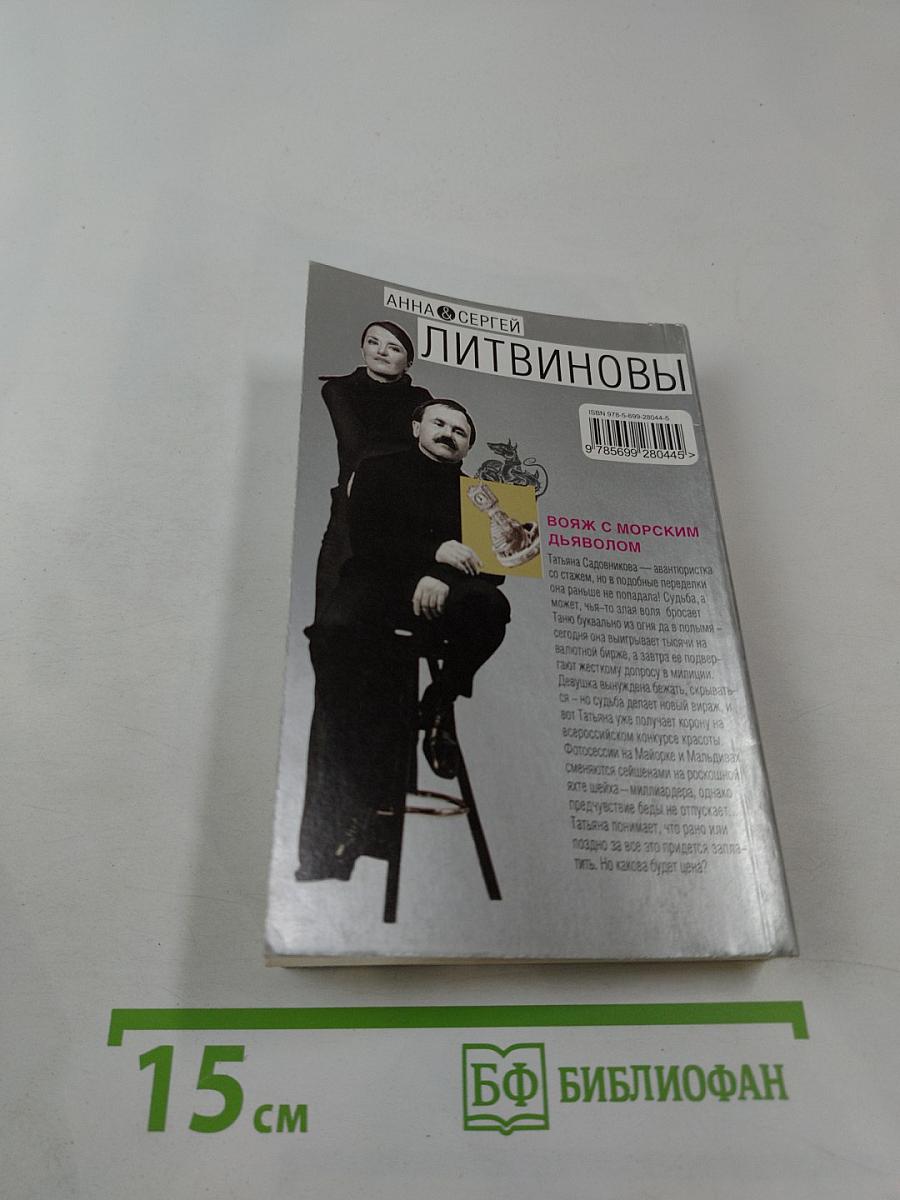 АННА & СЕРГЕЙ
ЛИТВИНОВЫ
ISBN 978-5-699-28044-5
9 785699 280445 >
ВОЯЖ С МОРСКИМ
ДЬЯВОЛОМ
Татьяна Садовникова — авантюристка
со стажем, но в подобные переделки
она раньше не попадала! Судьба, а
может, чья-то злая воля бросает
Таню буквально из огня да в полымя –
сегодня она выигрывает тысячи на
валютной бирже, а завтра ее подвер-
гают жесткому допросу в милиции.
Девушка вынуждена бежать, скрывать-
ся – но судьба делает новый вираж, и
вот Татьяна уже получает корону на
всероссийском конкурсе красоты.
Фотосессии на Майорке и Мальдивах
сменяются сейшенами на роскошной
яхте шейха–миллиардера, однако
предчувствие беды не отпускает...
Татьяна понимает, что рано или
поздно за все это придется запла-
тить. Но какова будет цена?
15 см
БФ БИБЛИОФАН